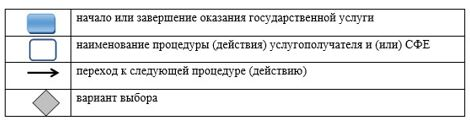 начало или завершение оказания государственной услуги
наименование процедуры (действия) услугополучателя и (или) СФЕ
переход к следующей процедуре (действию)
вариант выбора